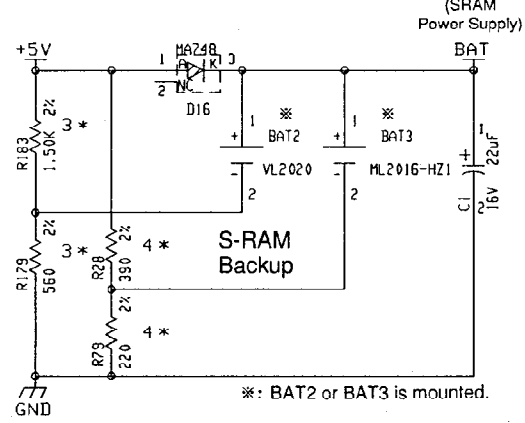 (SRAM
Power Supply)
+5V
BAT
MA248
1 A K 3
2 NC
D16
R183
1.50K 2%
3*
※
1
BAT2
+
-
VL2020
2
※
1
BAT3
+
-
ML2016-HZ1
2
1
+
22uF
C1
2
16V
R179
560 2%
3*
R28
390 2%
4*
S-RAM
Backup
R79
220 2%
4*
※: BAT2 or BAT3 is mounted.
GND